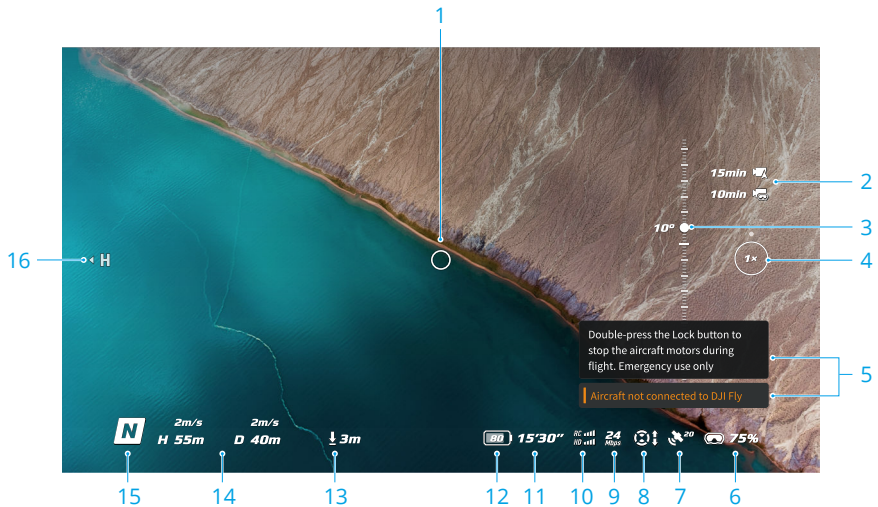 1
15min
10min
2
10°
3
16
H
1×
4
Double-press the Lock button to
stop the aircraft motors during
flight. Emergency use only
5
Aircraft not connected to DJI Fly
N
2m/s
2m/s
H 55m
D 40m
3m
80
15'30"
RC
HD
24
Mbps
20
75%
15
14
13
12
11
10
9
8
7
6